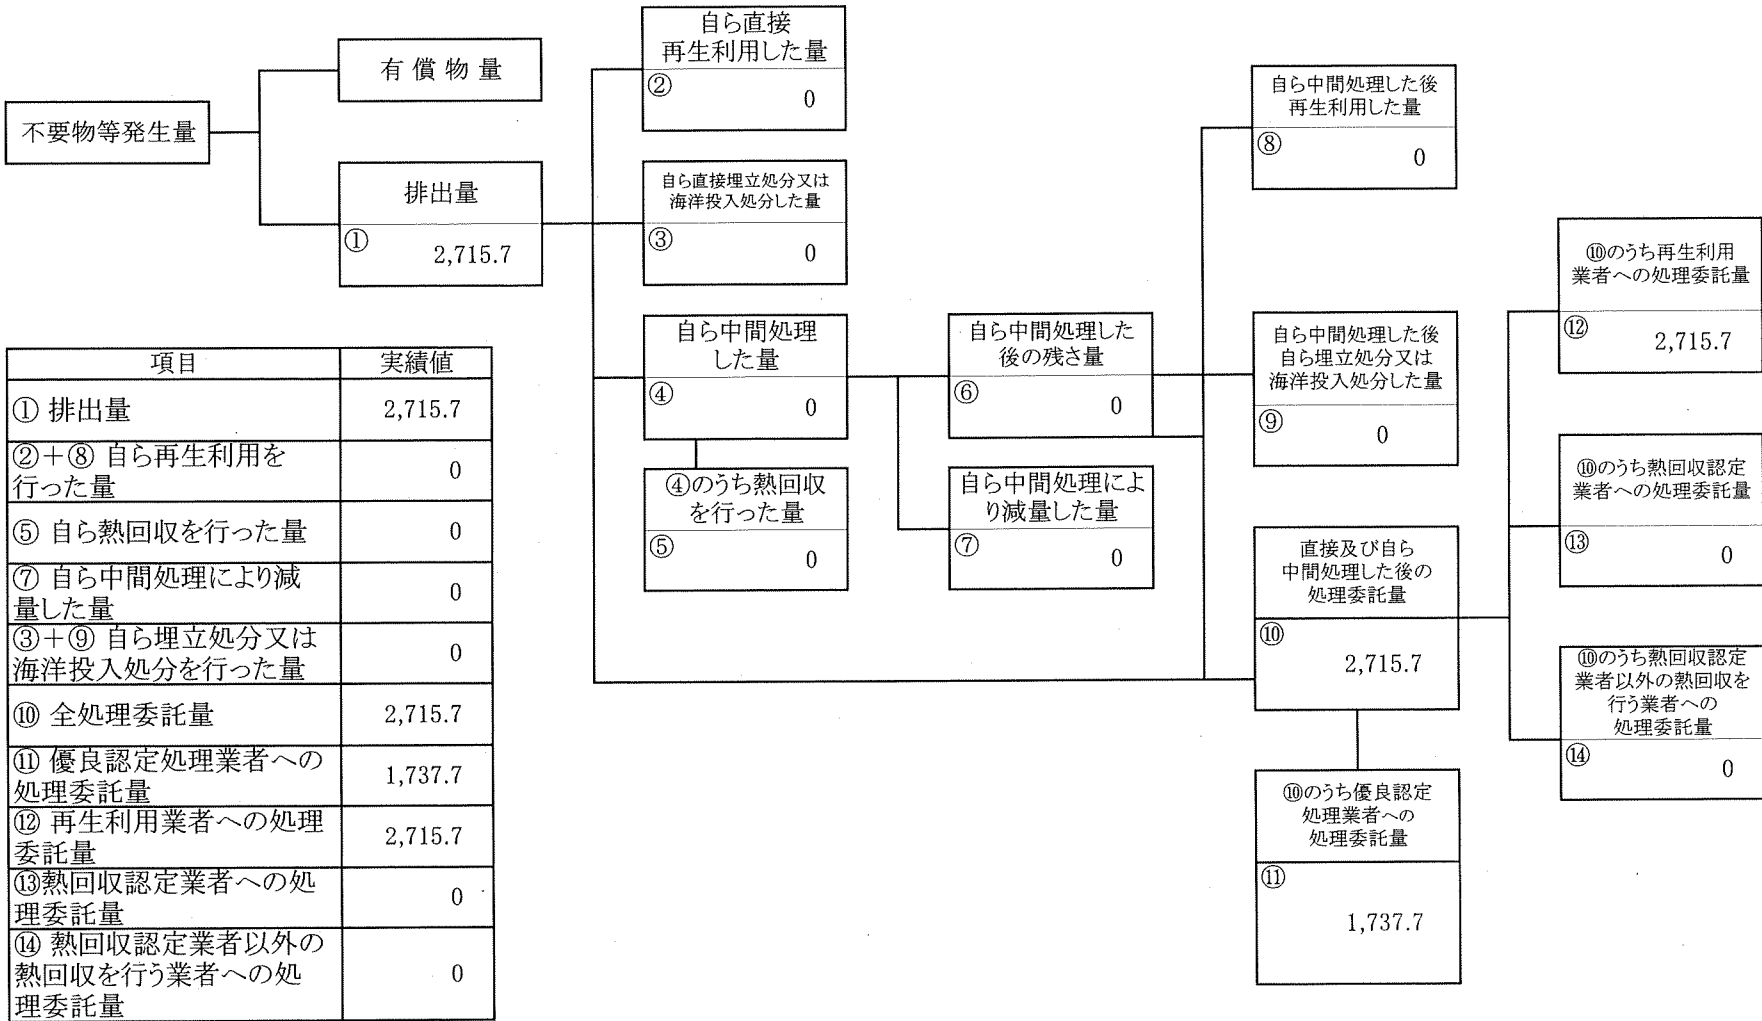 不要物等発生量
有償物量
排出量
①
2,715.7
自ら直接
再生利用した量
②
0
自ら直接埋立処分又は
海洋投入処分した量
③
0
自ら中間処理
した量
④
0
④のうち熱回収
を行った量
⑤
0
自ら中間処理した
後の残さ量
⑥
0
自ら中間処理によ
り減量した量
⑦
0
自ら中間処理した後
再生利用した量
⑧
0
自ら中間処理した後
自ら埋立処分又は
海洋投入処分した量
⑨
0
直接及び自ら
中間処理した後の
処理委託量
⑩
2,715.7
⑩のうち優良認定
処理業者への
処理委託量
⑪
1,737.7
⑩のうち再生利用
業者への処理委託量
⑫
2,715.7
⑩のうち熱回収認定
業者への処理委託量
⑬
0
⑩のうち熱回収認定
業者以外の熱回収を
行う業者への
処理委託量
⑭
0
項目 実績値
① 排出量 2,715.7
②+⑧ 自ら再生利用を
行った量 0
⑤ 自ら熱回収を行った量 0
⑦ 自ら中間処理により減
量した量 0
③+⑨ 自ら埋立処分又は
海洋投入処分を行った量 0
⑩ 全処理委託量 2,715.7
⑪ 優良認定処理業者への
処理委託量 1,737.7
⑫ 再生利用業者への処理
委託量 2,715.7
⑬熱回収認定業者への処
理委託量 0
⑭ 熱回収認定業者以外の
熱回収を行う業者への処
理委託量 0